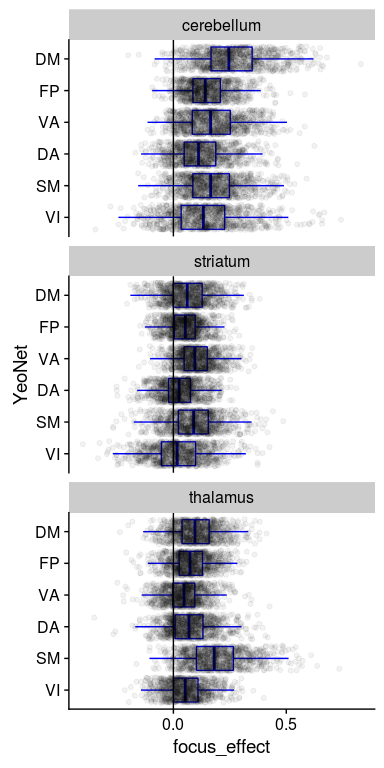 cerebellum
DM
FP
VA
DA
SM
VI
striatum
DM
FP
VA
DA
SM
VI
thalamus
DM
FP
VA
DA
SM
VI
YeoNet
0.0 0.5
focus_effect